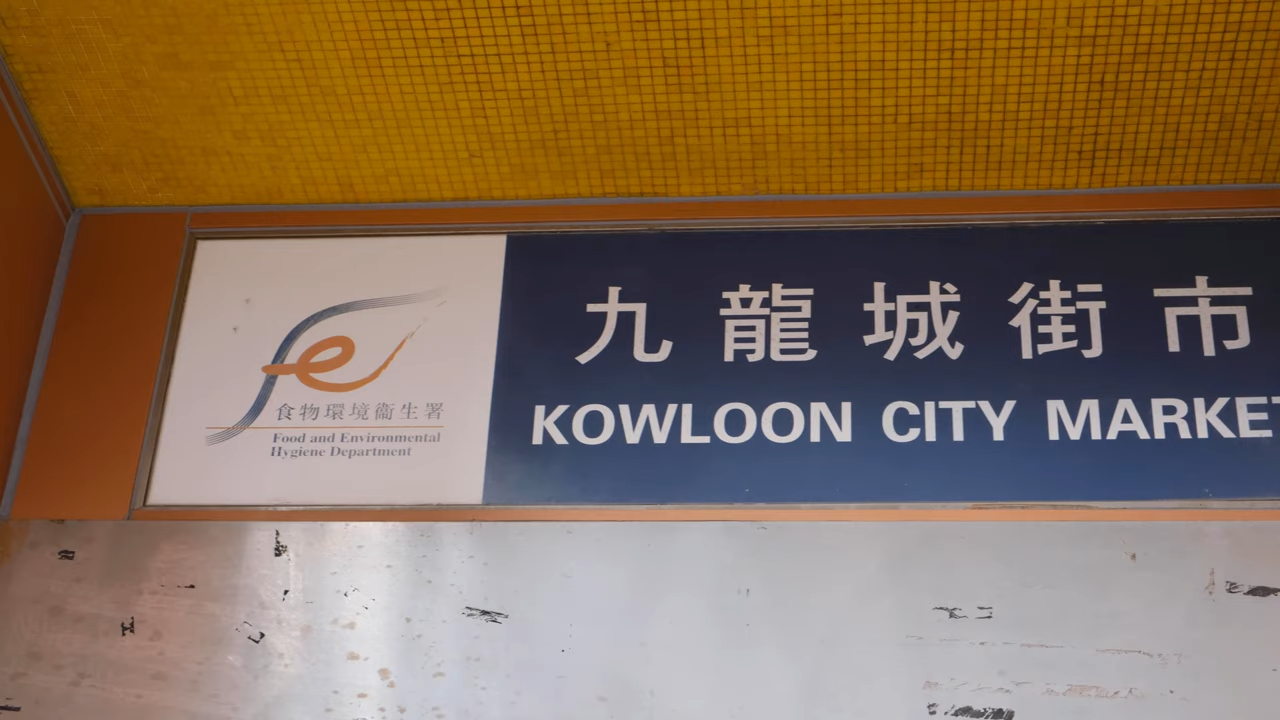 食物環境衞生署
Food and Environmental
Hygiene Department
九龍城街市
KOWLOON CITY MARKET